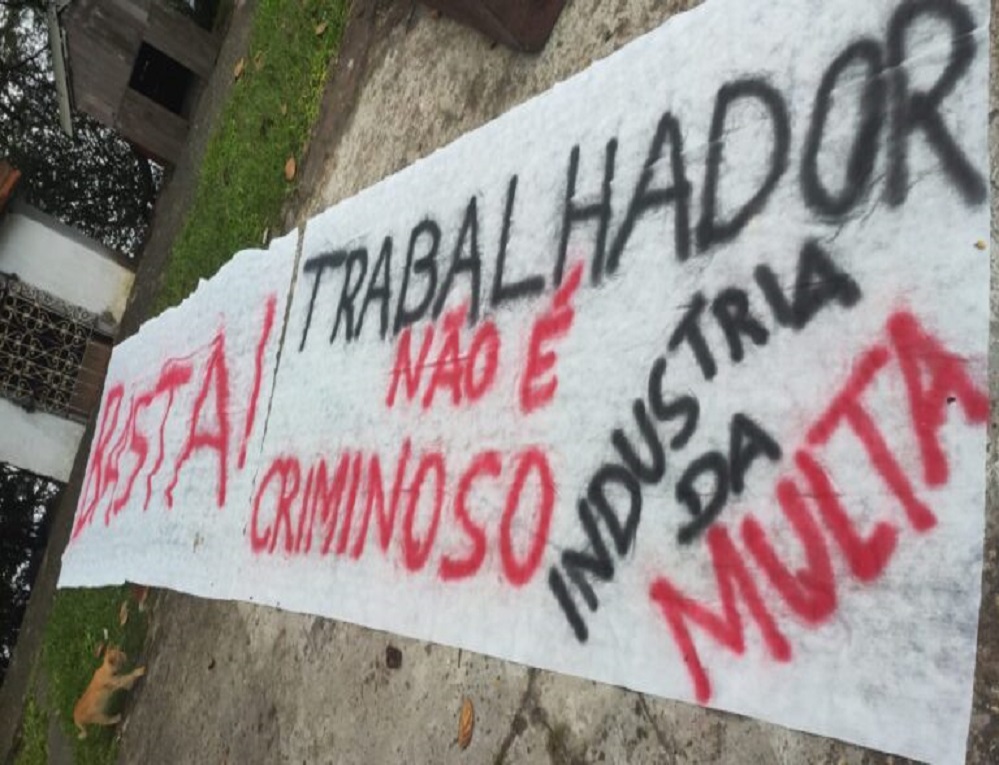 BASTA!
TRABALHADOR
NÃO É
CRIMINOSO
INDUSTRIA
DA
MULTA